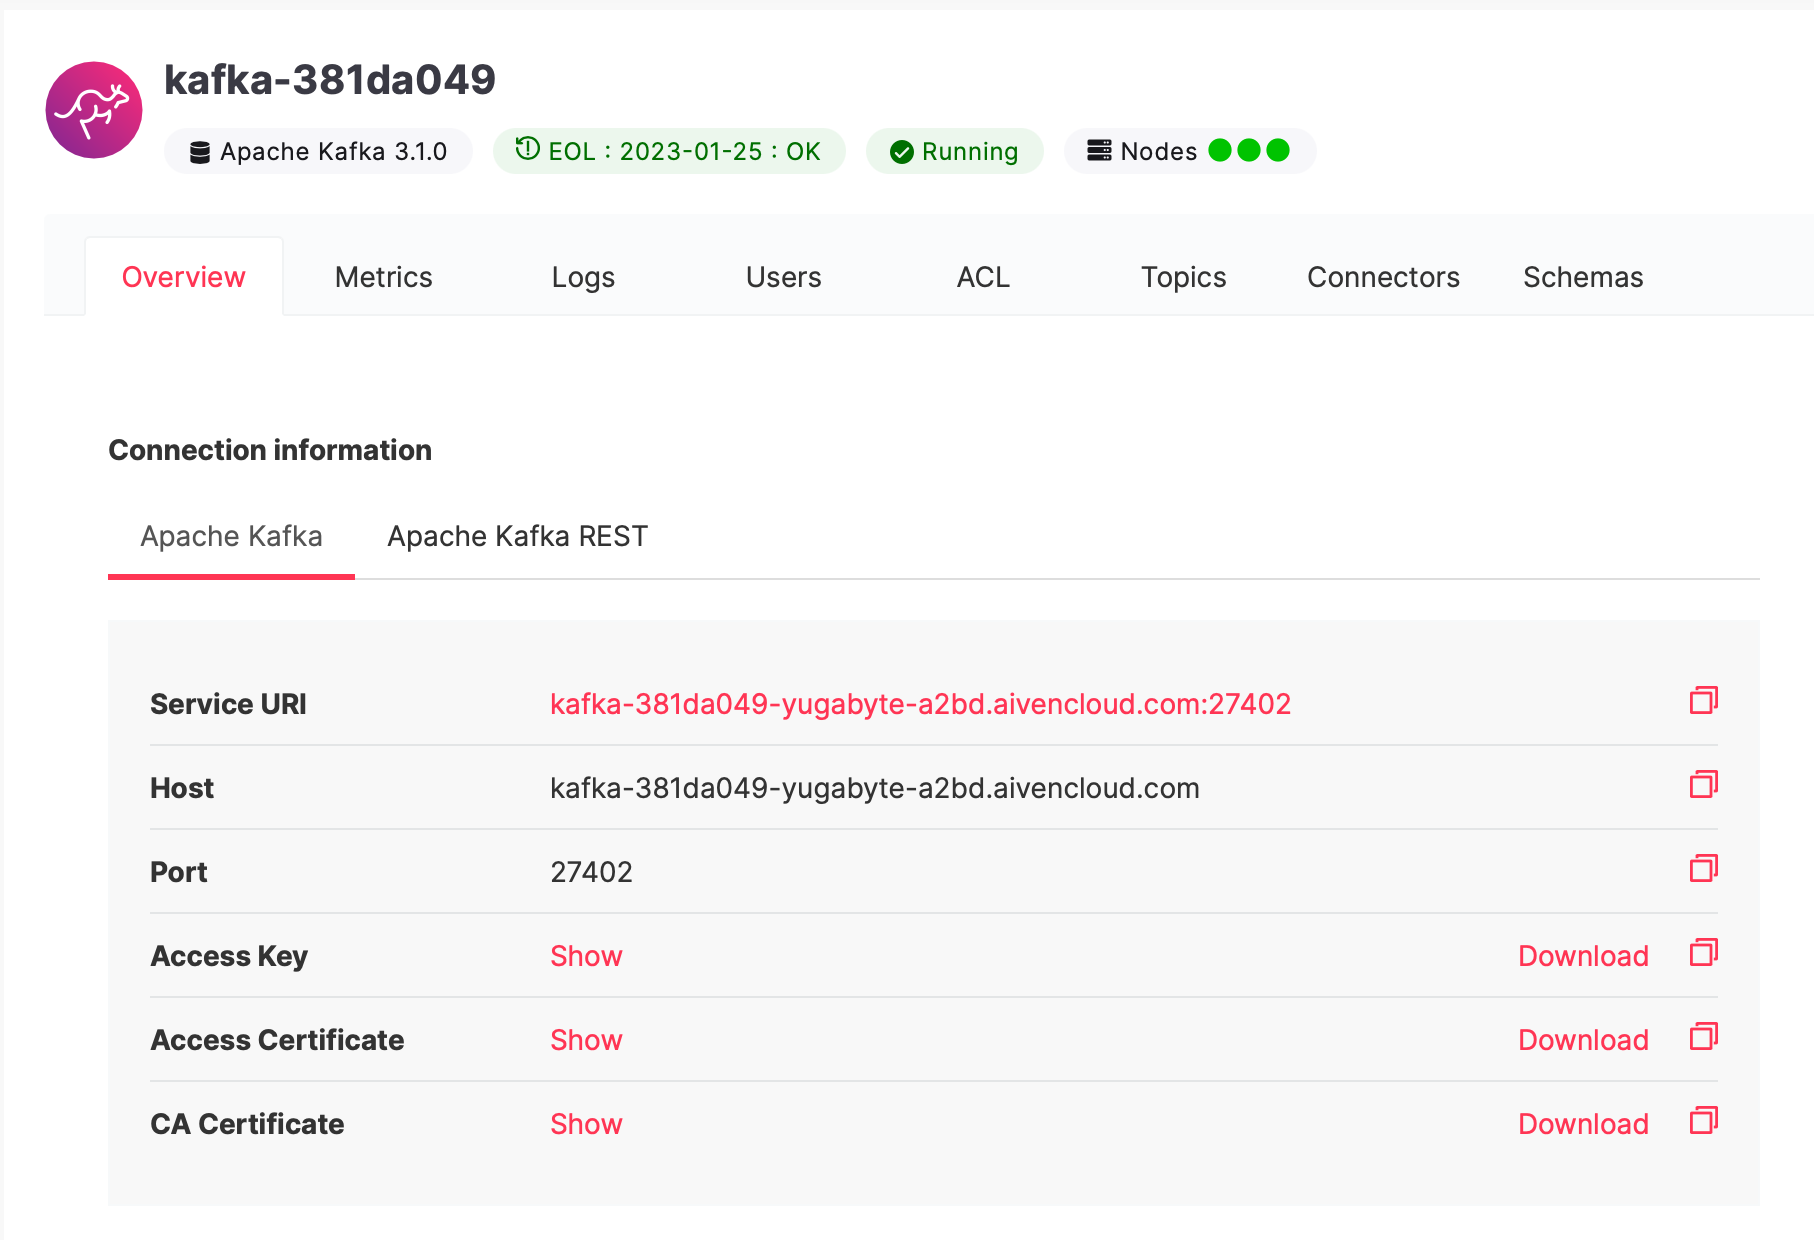 kafka-381da049
Apache Kafka 3.1.0 EOL : 2023-01-25 : OK Running Nodes
Overview Metrics Logs Users ACL Topics Connectors Schemas
Connection information
Apache Kafka Apache Kafka REST
Service URI kafka-381da049-yugabyte-a2bd.aivencloud.com:27402
Host kafka-381da049-yugabyte-a2bd.aivencloud.com
Port 27402
Access Key Show Download
Access Certificate Show Download
CA Certificate Show Download